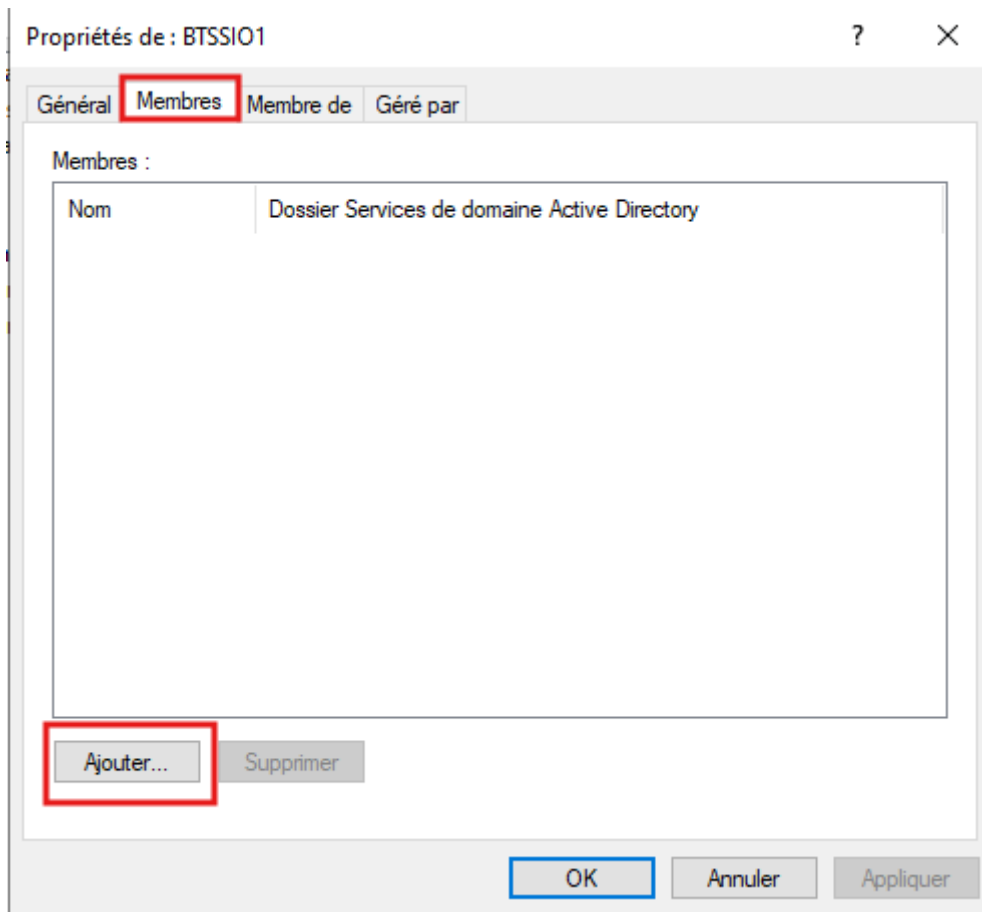 Propriétés de : BTSSIO1 ? ×
Général Membres Membre de Géré par
Membres :
Nom Dossier Services de domaine Active Directory
Ajouter... Supprimer
OK Annuler Appliquer